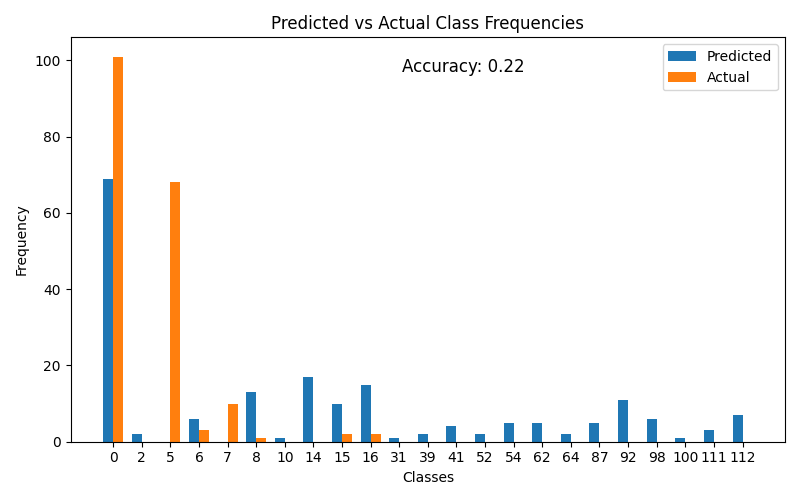 Predicted vs Actual Class Frequencies
Accuracy: 0.22
Predicted
Actual
Frequency
100
80
60
40
20
0
0 2 5 6 7 8 10 14 15 16 31 39 41 52 54 62 64 87 92 98 100 111 112
Classes